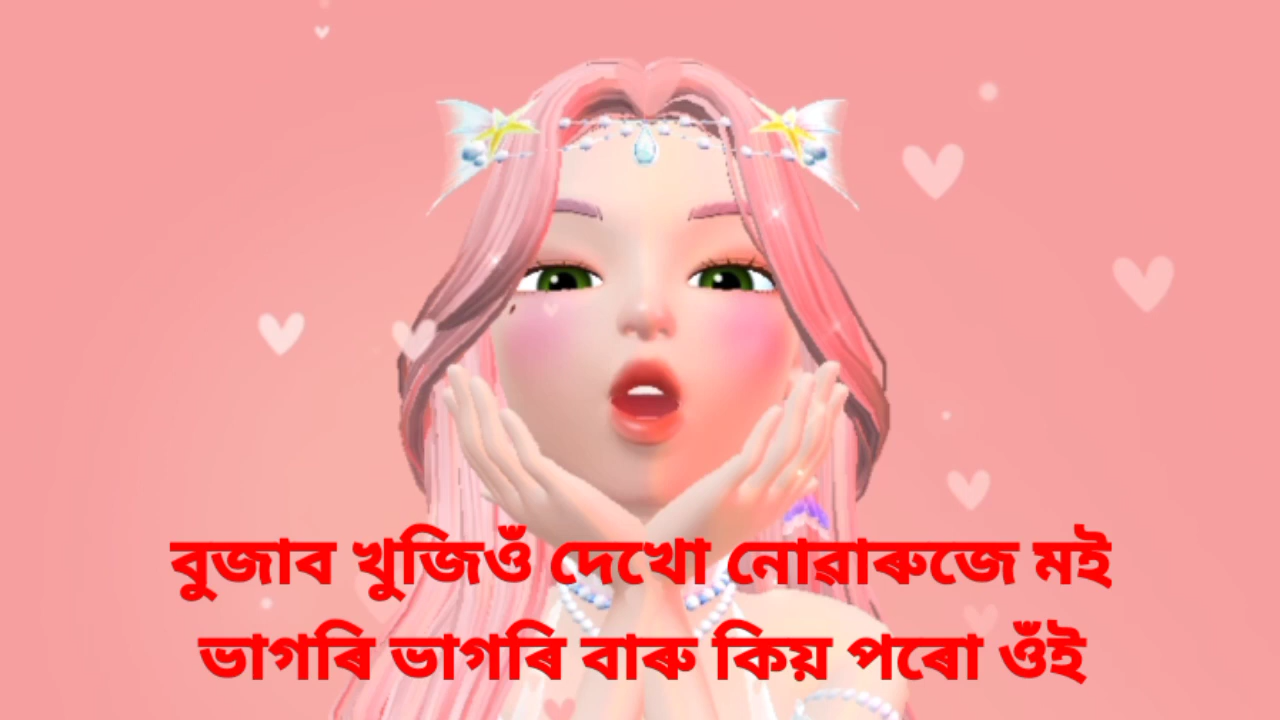 বুজাব খুজিওঁ দেখো নোৱাৰুজে মই
ভাগৰি ভাগৰি বাৰু কিয় পৰো ওঁই